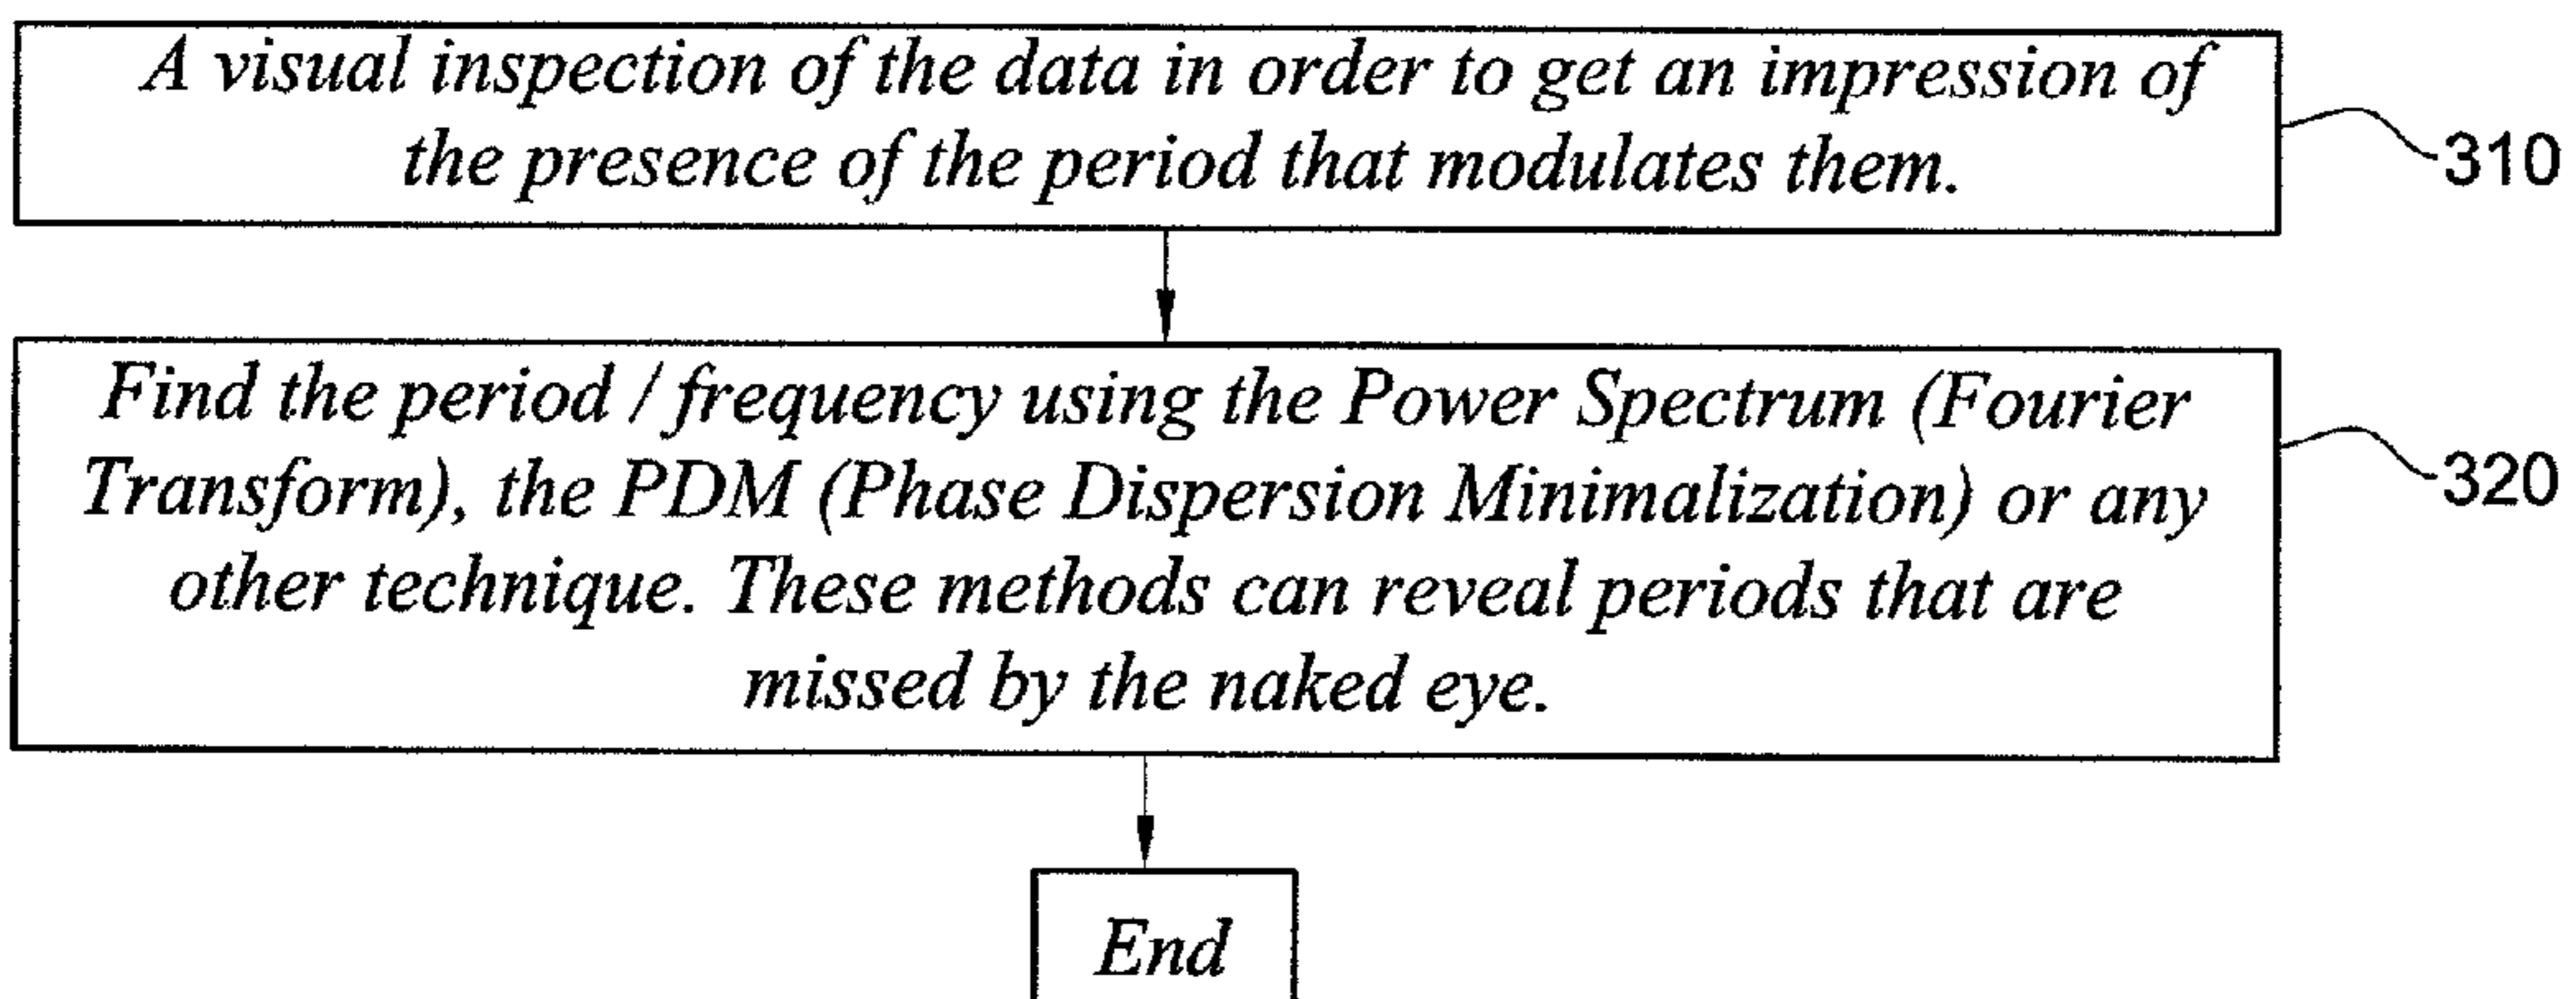 A visual inspection of the data in order to get an impression of
the presence of the period that modulates them.
310
Find the period / frequency using the Power Spectrum (Fourier
Transform), the PDM (Phase Dispersion Minimalization) or any
other technique. These methods can reveal periods that are
missed by the naked eye.
320
End